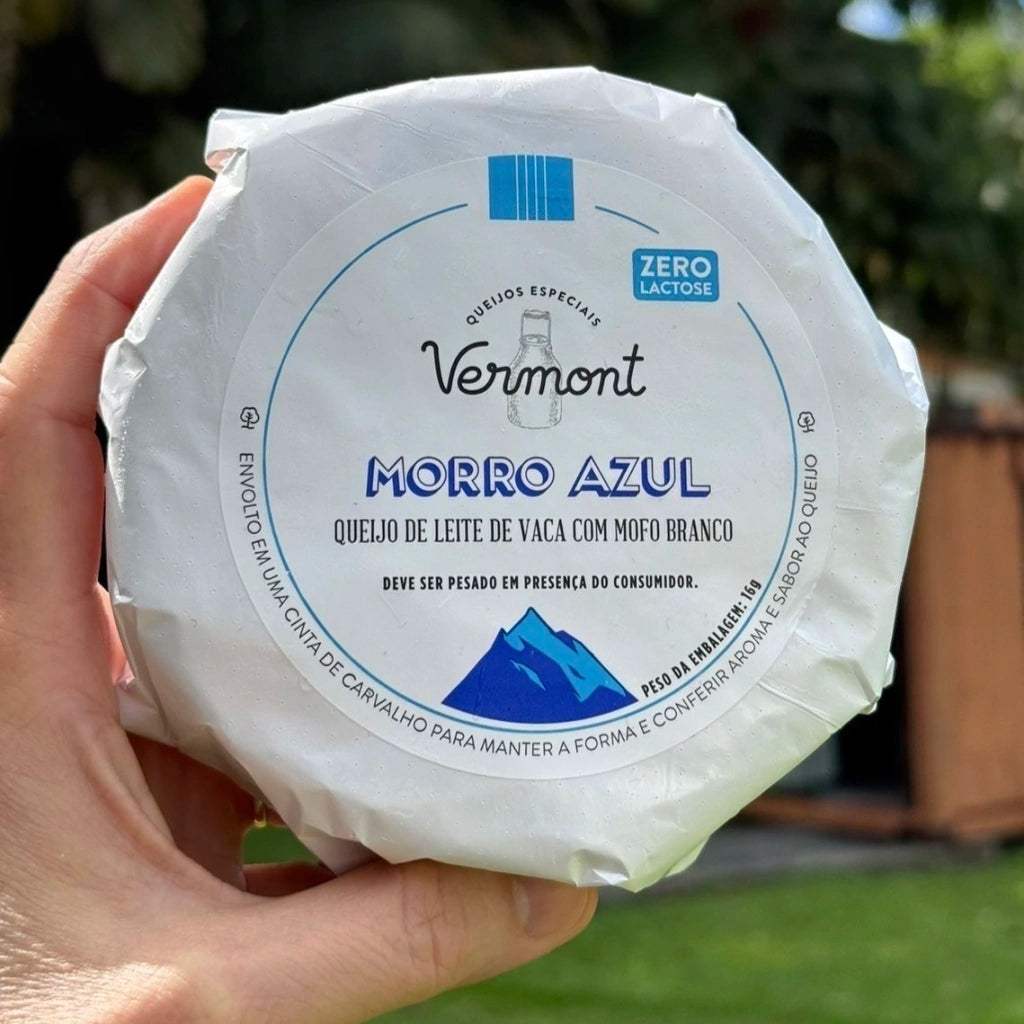 ZERO
LACTOSE
QUEIJOS ESPECIAIS
Vermont
MORRO AZUL
QUEIJO DE LEITE DE VACA COM MOFO BRANCO
DEVE SER PESADO EM PRESENÇA DO CONSUMIDOR.
PESO DA EMBALAGEM: 16g
ENVOLTO EM UMA CINTA DE CARVALHO PARA MANTER A FORMA E CONFERIR AROMA E SABOR AO QUEIJO